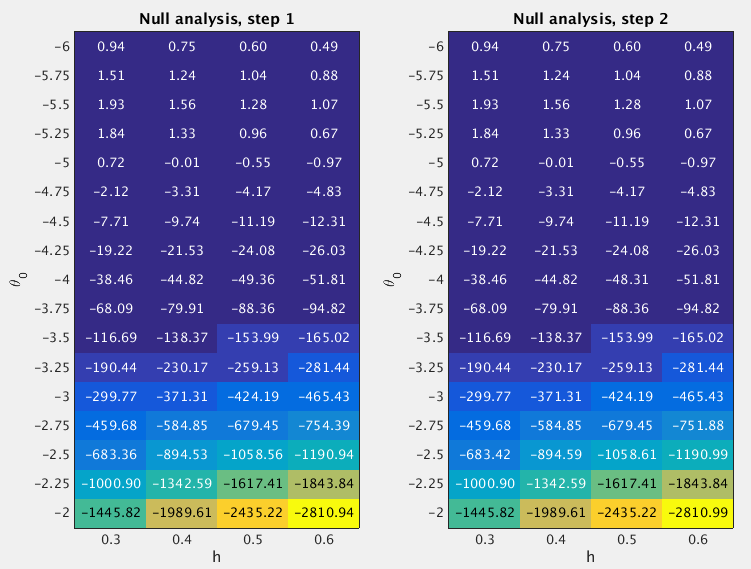 Null analysis, step 1
-6 0.94 0.75 0.60 0.49
-5.75 1.51 1.24 1.04 0.88
-5.5 1.93 1.56 1.28 1.07
-5.25 1.84 1.33 0.96 0.67
-5 0.72 -0.01 -0.55 -0.97
-4.75 -2.12 -3.31 -4.17 -4.83
-4.5 -7.71 -9.74 -11.19 -12.31
-4.25 -19.22 -21.53 -24.08 -26.03
-4 -38.46 -44.82 -49.36 -51.81
-3.75 -68.09 -79.91 -88.36 -94.82
-3.5 -116.69 -138.37 -153.99 -165.02
-3.25 -190.44 -230.17 -259.13 -281.44
-3 -299.77 -371.31 -424.19 -465.43
-2.75 -459.68 -584.85 -679.45 -754.39
-2.5 -683.36 -894.53 -1058.56 -1190.94
-2.25 -1000.90 -1342.59 -1617.41 -1843.84
-2 -1445.82 -1989.61 -2435.22 -2810.94
0.3 0.4 0.5 0.6
h
θ0
Null analysis, step 2
-6 0.94 0.75 0.60 0.49
-5.75 1.51 1.24 1.04 0.88
-5.5 1.93 1.56 1.28 1.07
-5.25 1.84 1.33 0.96 0.67
-5 0.72 -0.01 -0.55 -0.97
-4.75 -2.12 -3.31 -4.17 -4.83
-4.5 -7.71 -9.74 -11.19 -12.31
-4.25 -19.22 -21.53 -24.08 -26.03
-4 -38.46 -44.82 -48.31 -51.81
-3.75 -68.09 -79.91 -88.36 -94.82
-3.5 -116.69 -138.37 -153.99 -165.02
-3.25 -190.44 -230.17 -259.13 -281.44
-3 -299.77 -371.31 -424.19 -465.43
-2.75 -459.68 -584.85 -679.45 -751.88
-2.5 -683.42 -894.59 -1058.61 -1190.99
-2.25 -1000.90 -1342.59 -1617.41 -1843.84
-2 -1445.82 -1989.61 -2435.22 -2810.99
0.3 0.4 0.5 0.6
h
θ0